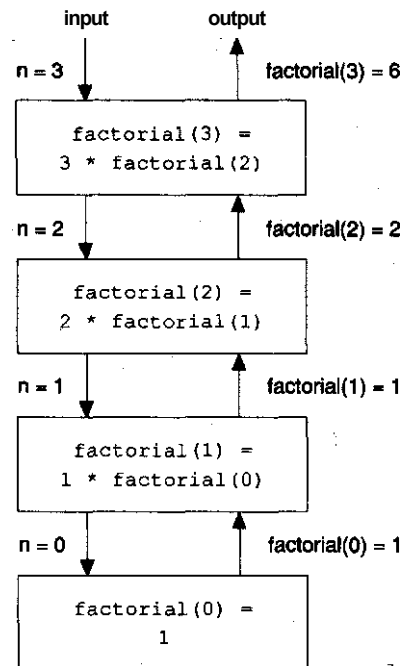 input output
n = 3 factorial(3) = 6
factorial(3) =
3 * factorial(2)
n = 2 factorial(2) = 2
factorial(2) =
2 * factorial(1)
n = 1 factorial(1) = 1
factorial(1) =
1 * factorial(0)
n = 0 factorial(0) = 1
factorial(0) =
1